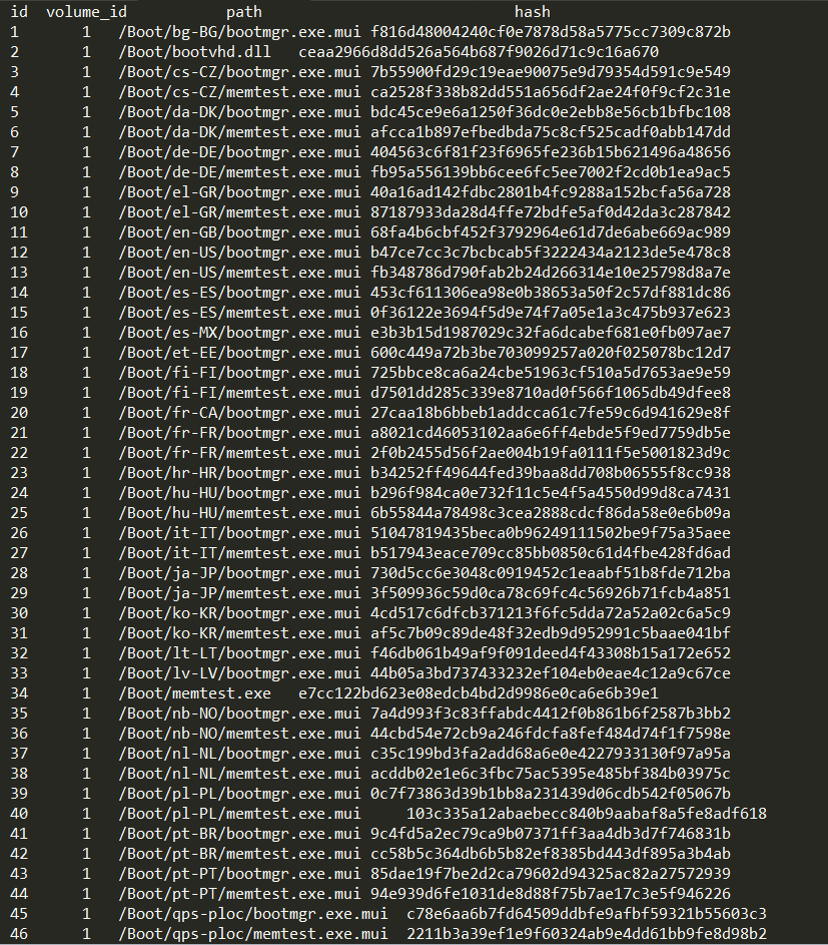 id volume_id path hash
1 1 /Boot/bg-BG/bootmgr.exe.mui f816d48004240cf0e7878d58a5775cc7309c872b
2 1 /Boot/bootvhd.dll ceaa2966d8dd526a564b687f9026d71c9c16a670
3 1 /Boot/cs-CZ/bootmgr.exe.mui 7b55900fd29c19eae90075e9d79354d591c9e549
4 1 /Boot/cs-CZ/memtest.exe.mui ca2528f338b82dd551a656df2ae24f0f9cf2c31e
5 1 /Boot/da-DK/bootmgr.exe.mui bdc45ce9e6a1250f36dc0e2ebb8e56cb1bfbc108
6 1 /Boot/da-DK/memtest.exe.mui afcca1b897efbedbda75c8cf525cadf0abb147dd
7 1 /Boot/de-DE/bootmgr.exe.mui 404563c6f81f23f6965fe236b15b621496a48656
8 1 /Boot/de-DE/memtest.exe.mui fb95a556139bb6cee6fc5ee7002f2cd0b1ea9ac5
9 1 /Boot/el-GR/bootmgr.exe.mui 40a16ad142fdbc2801b4fc9288a152bcfa56a728
10 1 /Boot/el-GR/memtest.exe.mui 87187933da28d4ffe72bdfe5af0d42da3c287842
11 1 /Boot/en-GB/bootmgr.exe.mui 68fa4b6cbf452f3792964e61d7de6abe669ac989
12 1 /Boot/en-US/bootmgr.exe.mui b47ce7cc3c7bcbcab5f3222434a2123de5e478c8
13 1 /Boot/en-US/memtest.exe.mui fb348786d790fab2b24d266314e10e25798d8a7e
14 1 /Boot/es-ES/bootmgr.exe.mui 453cf611306ea98e0b38653a50f2c57df881dc86
15 1 /Boot/es-ES/memtest.exe.mui 0f36122e3694f5d9e74f7a05e1a3c475b937e623
16 1 /Boot/es-MX/bootmgr.exe.mui e3b3b15d1987029c32fa6dcabef681e0fb097ae7
17 1 /Boot/et-EE/bootmgr.exe.mui 600c449a72b3be703099257a020f025078bc12d7
18 1 /Boot/fi-FI/bootmgr.exe.mui 725bbce8ca6a24cbe51963cf510a5d7653ae9e59
19 1 /Boot/fi-FI/memtest.exe.mui d7501dd285c339e8710ad0f566f1065db49dfee8
20 1 /Boot/fr-CA/bootmgr.exe.mui 27caa18b6bbeb1addcca61c7fe59c6d941629e8f
21 1 /Boot/fr-FR/bootmgr.exe.mui a8021cd46053102aa6e6ff4ebde5f9ed7759db5e
22 1 /Boot/fr-FR/memtest.exe.mui 2f0b2455d56f2ae004b19fa0111f5e5001823d9c
23 1 /Boot/hr-HR/bootmgr.exe.mui b34252ff49644fed39baa8dd708b06555f8cc938
24 1 /Boot/hu-HU/bootmgr.exe.mui b296f984ca0e732f11c5e4f5a4550d99d8ca7431
25 1 /Boot/hu-HU/memtest.exe.mui 6b55844a78498c3cea2888cdcf86da58e0e6b09a
26 1 /Boot/it-IT/bootmgr.exe.mui 51047819435beca0b96249111502be9f75a35aee
27 1 /Boot/it-IT/memtest.exe.mui b517943eace709cc85bb0850c61d4fbe428fd6ad
28 1 /Boot/ja-JP/bootmgr.exe.mui 730d5cc6e3048c0919452c1eaabf51b8fde712ba
29 1 /Boot/ja-JP/memtest.exe.mui 3f509936c59d0ca78c69fc4c56926b71fcb4a851
30 1 /Boot/ko-KR/bootmgr.exe.mui 4cd517c6dfcb371213f6fc5dda72a52a02c6a5c9
31 1 /Boot/ko-KR/memtest.exe.mui af5c7b09c89de48f32edb9d952991c5baae041bf
32 1 /Boot/lt-LT/bootmgr.exe.mui f46db061b49af9f091deed4f43308b15a172e652
33 1 /Boot/lv-LV/bootmgr.exe.mui 44b05a3bd737433232ef104eb0eae4c12a9c67ce
34 1 /Boot/memtest.exe e7cc122bd623e08edcb4bd2d9986e0ca6e6b39e1
35 1 /Boot/nb-NO/bootmgr.exe.mui 7a4d993f3c83ffabdc4412f0b861b6f2587b3bb2
36 1 /Boot/nb-NO/memtest.exe.mui 44cbd54e72cb9a246fdcfa8fef484d74f1f7598e
37 1 /Boot/nl-NL/bootmgr.exe.mui c35c199bd3fa2add68a6e0e4227933130f97a95a
38 1 /Boot/nl-NL/memtest.exe.mui acddb02e1e6c3fbc75ac5395e485bf384b03975c
39 1 /Boot/pl-PL/bootmgr.exe.mui 0c7f73863d39b1bb8a231439d06cdb542f05067b
40 1 /Boot/pl-PL/memtest.exe.mui 103c335a12abaebecc840b9aabaf8a5fe8adf618
41 1 /Boot/pt-BR/bootmgr.exe.mui 9c4fd5a2ec79ca9b07371ff3aa4db3d7f746831b
42 1 /Boot/pt-BR/memtest.exe.mui cc58b5c364db6b5b82ef8385bd443df895a3b4ab
43 1 /Boot/pt-PT/bootmgr.exe.mui 85dae19f7be2d2ca79602d94325ac82a27572939
44 1 /Boot/pt-PT/memtest.exe.mui 94e939d6fe1031de8d88f75b7ae17c3e5f946226
45 1 /Boot/qps-ploc/bootmgr.exe.mui c78e6aa6b7fd64509ddbfe9afbf59321b55603c3
46 1 /Boot/qps-ploc/memtest.exe.mui 2211b3a39ef1e9f60324ab9e4dd61bb9fe8d98b2